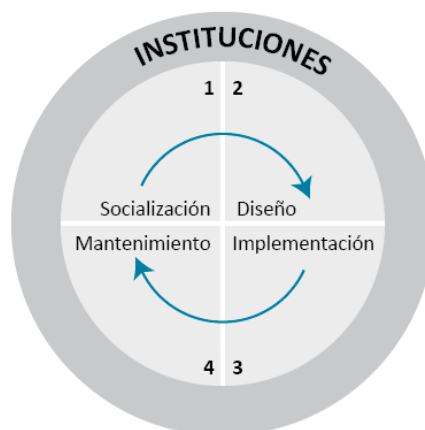 INSTITUCIONES
1 2
Socialización Diseño
Mantenimiento Implementación
4 3